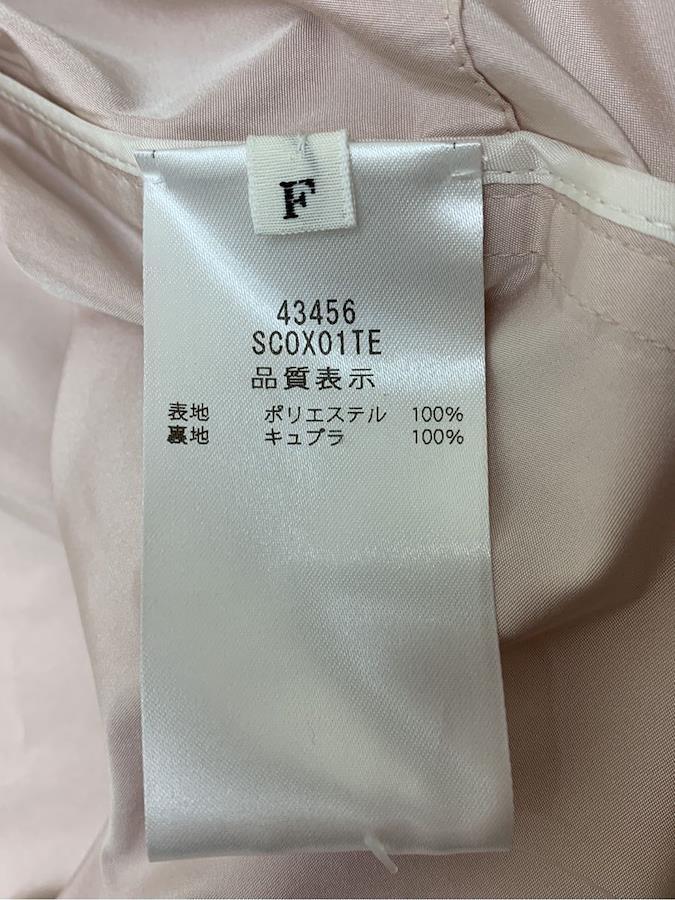 F
43456
SCOX01TE
品質表示
表地 ポリエステル 100%
裏地 キュプラ 100%